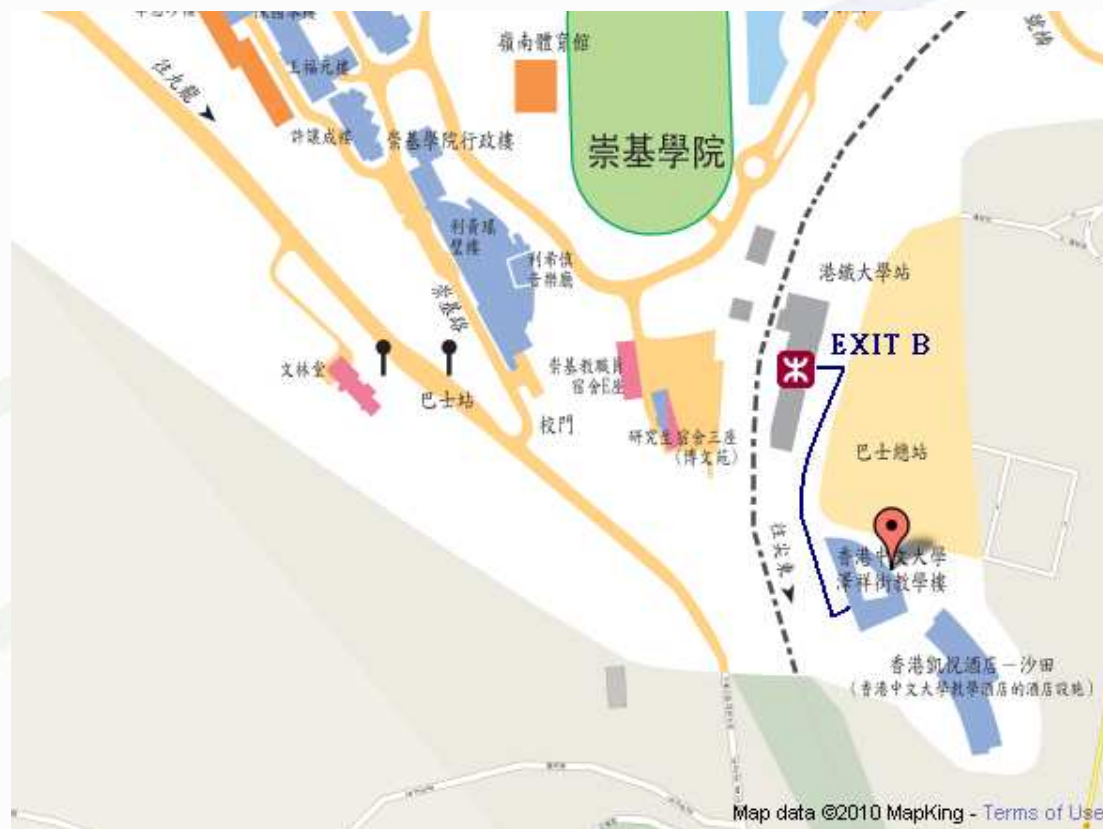 嶺南體育館
往九龍
王福元樓
許讓成樓
崇基學院行政樓
崇基學院
利黃瑤
璧樓
利希慎
音樂廳
崇基路
港鐵大學站
EXIT B
文林堂
巴士站
崇基教職員
宿舍E座
校門
研究生宿舍三座
(博文苑)
巴士總站
往尖東
香港中文大學
澤祥街教學樓
香港凱悅酒店－沙田
(香港中文大學教學酒店的酒店設施)
Map data ©2010 MapKing - Terms of Use